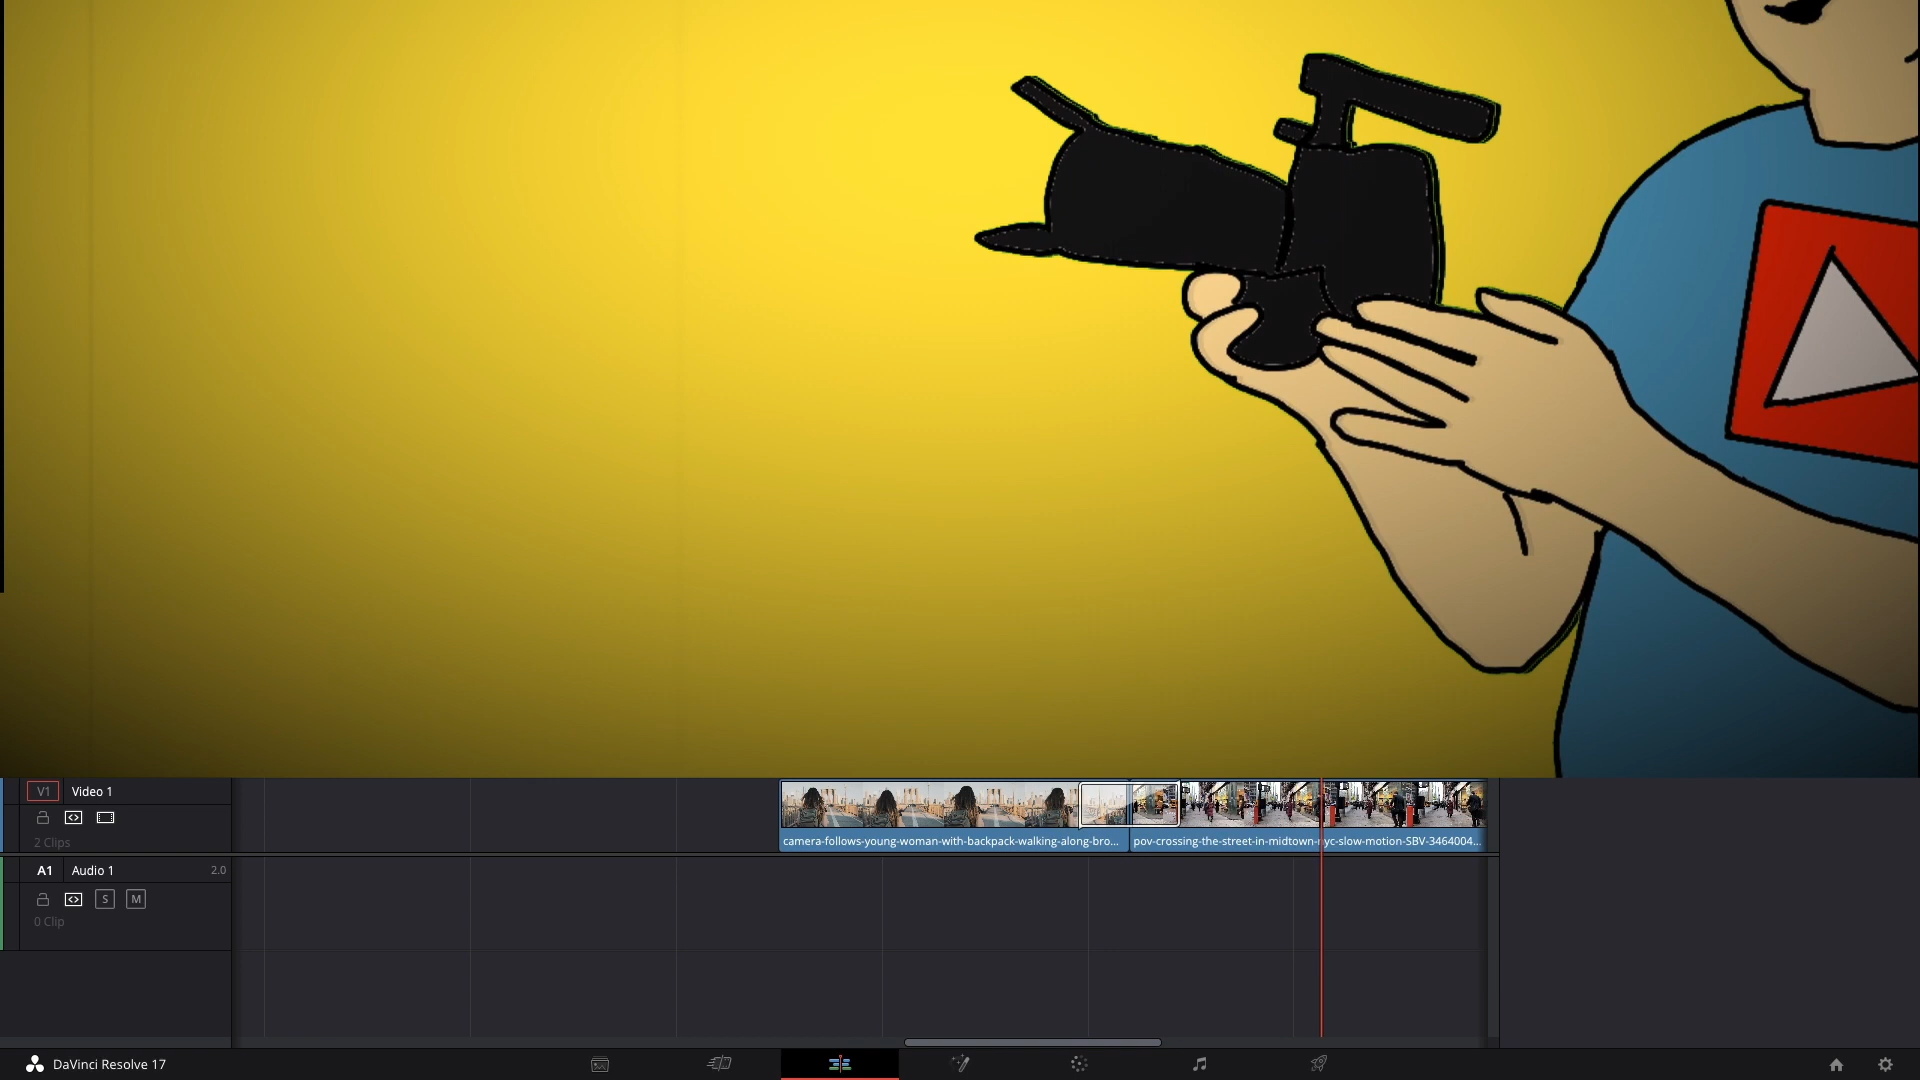 V1 Video 1
2 Clips
camera-follows-young-woman-with-backpack-walking-along-bro... pov-crossing-the-street-in-midtown-nyc-slow-motion-SBV-3464004...
A1 Audio 1 2.0
S M
0 Clip
DaVinci Resolve 17